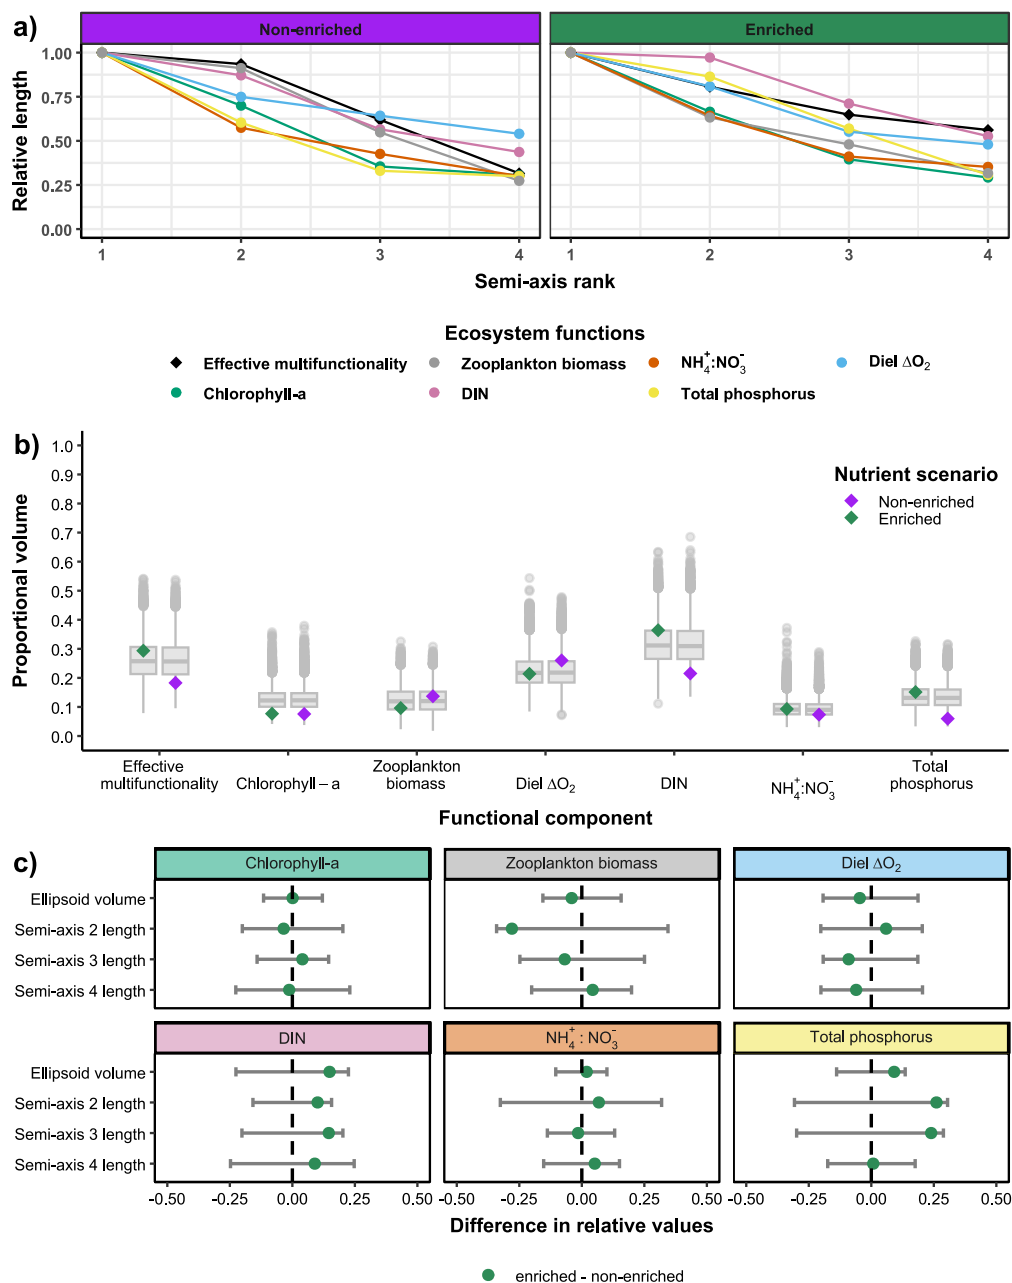 a)
Non-enriched
Enriched
Relative length
1.00
0.75
0.50
0.25
0.00
1 2 3 4
1 2 3 4
Semi-axis rank
Ecosystem functions
Effective multifunctionality
Zooplankton biomass
NH₄⁺:NO₃⁻
Diel ΔO₂
Chlorophyll-a
DIN
Total phosphorus
b)
Proportional volume
1.0
0.9
0.8
0.7
0.6
0.5
0.4
0.3
0.2
0.1
0.0
Nutrient scenario
Non-enriched
Enriched
Effective
multifunctionality
Chlorophyll – a
Zooplankton
biomass
Diel ΔO₂
DIN
NH₄⁺:NO₃⁻
Total
phosphorus
Functional component
c)
Chlorophyll-a
Zooplankton biomass
Diel ΔO₂
Ellipsoid volume
Semi-axis 2 length
Semi-axis 3 length
Semi-axis 4 length
DIN
NH₄⁺ : NO₃⁻
Total phosphorus
Ellipsoid volume
Semi-axis 2 length
Semi-axis 3 length
Semi-axis 4 length
-0.50 -0.25 0.00 0.25 0.50
-0.50 -0.25 0.00 0.25 0.50
-0.50 -0.25 0.00 0.25 0.50
Difference in relative values
enriched - non-enriched